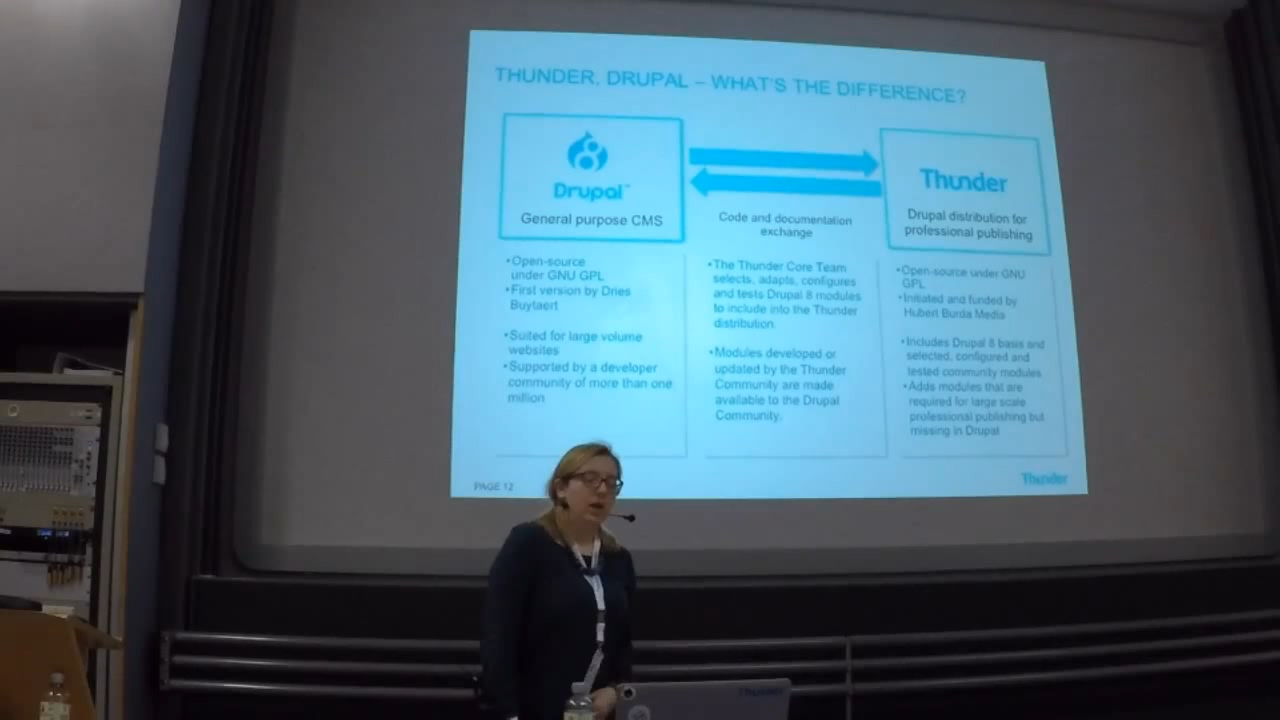 THUNDER, DRUPAL – WHAT'S THE DIFFERENCE?
Drupal™
General purpose CMS
•Open-source
under GNU GPL
•First version by Dries
Buytaert
•Suited for large volume
websites
•Supported by a developer
community of more than one
million
Code and documentation
exchange
•The Thunder Core Team
selects, adapts, configures
and tests Drupal 8 modules
to include into the Thunder
distribution.
•Modules developed or
updated by the Thunder
Community are made
available to the Drupal
Community.
Thunder
Drupal distribution for
professional publishing
•Open-source under GNU
GPL
•Initiated and funded by
Hubert Burda Media
•Includes Drupal 8 basis and
selected, configured and
tested community modules
•Adds modules that are
required for large scale
professional publishing but
missing in Drupal
PAGE 12
Thunder
Thunder